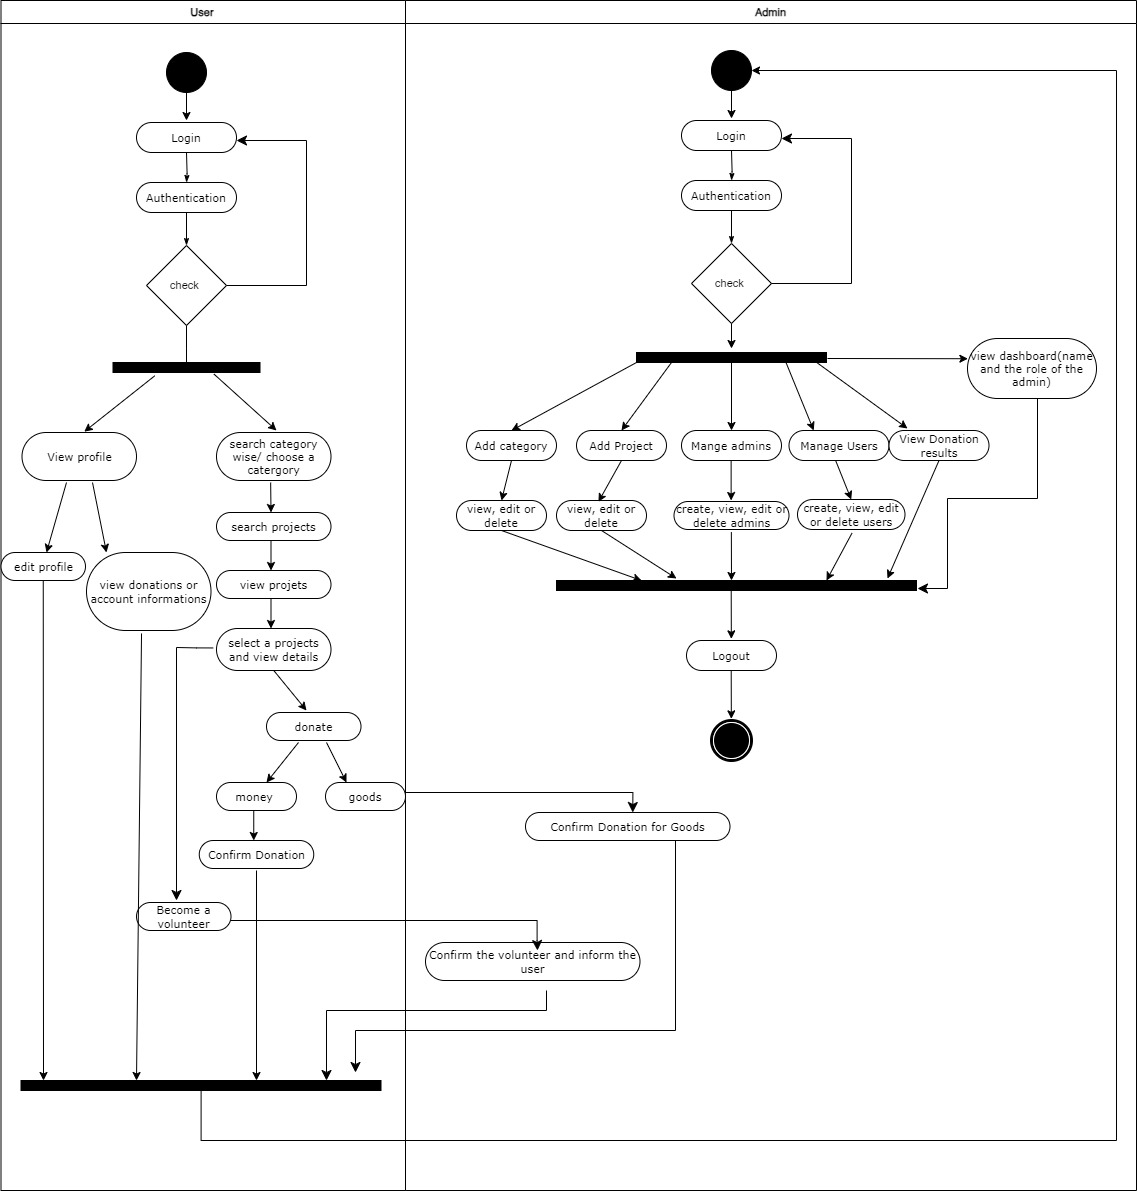 User
Admin
Login
Authentication
check
View profile
search category
wise/ choose a
catergory
search projects
edit profile
view donations or
account informations
view projets
select a projects
and view details
donate
money
goods
Confirm Donation
Become a
volunteer
Login
Authentication
check
view dashboard(name
and the role of the
admin)
Add category
Add Project
Mange admins
Manage Users
View Donation
results
view, edit or
delete
view, edit or
delete
create, view, edit or
delete admins
create, view, edit
or delete users
Logout
Confirm Donation for Goods
Confirm the volunteer and inform the
user